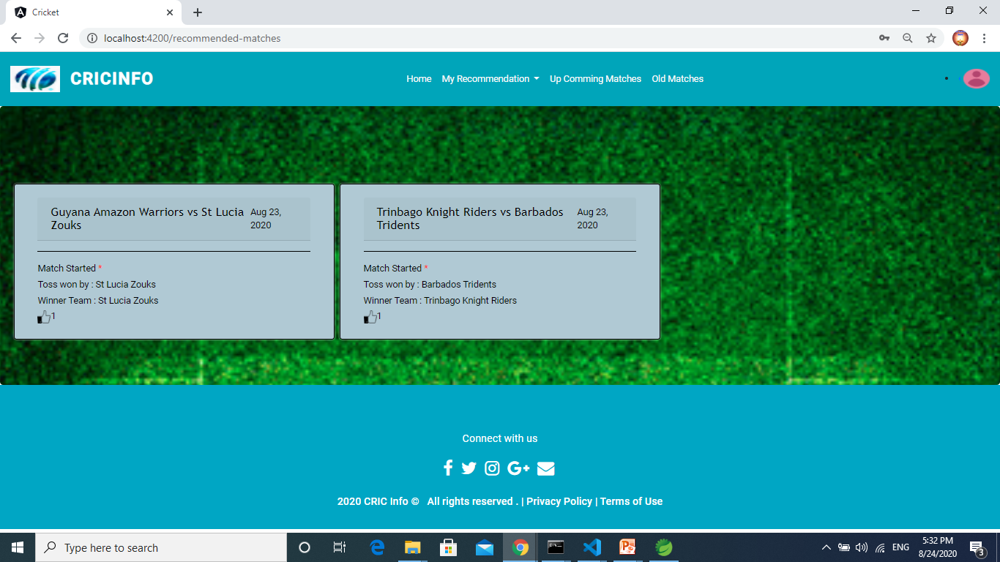 Cricket
localhost:4200/recommended-matches
CRICINFO
Home My Recommendation Up Comming Matches Old Matches
Guyana Amazon Warriors vs St Lucia
Zouks
Aug 23,
2020
Match Started *
Toss won by : St Lucia Zouks
Winner Team : St Lucia Zouks
1
Trinbago Knight Riders vs Barbados
Tridents
Aug 23,
2020
Match Started *
Toss won by : Barbados Tridents
Winner Team : Trinbago Knight Riders
1
Connect with us
2020 CRIC Info © All rights reserved . | Privacy Policy | Terms of Use
Type here to search
ENG
5:32 PM
8/24/2020
3